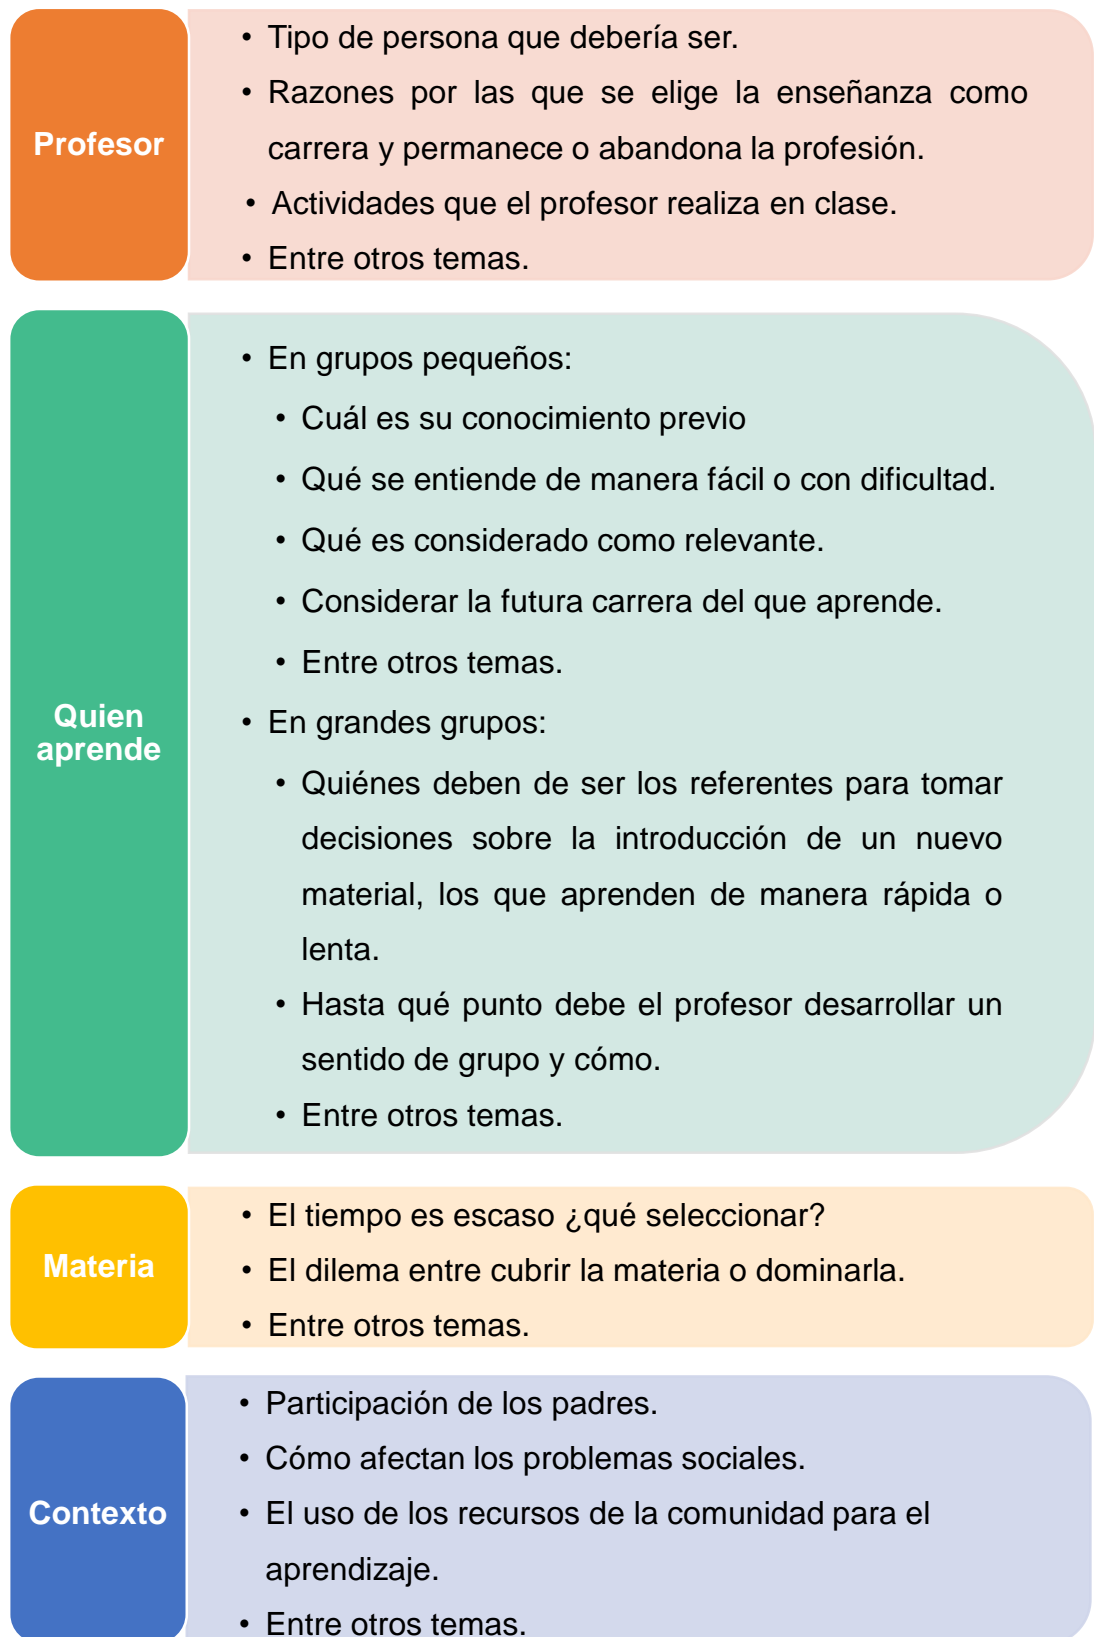 Profesor
• Tipo de persona que debería ser.
• Razones por las que se elige la enseñanza como
carrera y permanece o abandona la profesión.
• Actividades que el profesor realiza en clase.
• Entre otros temas.
Quien
aprende
• En grupos pequeños:
• Cuál es su conocimiento previo
• Qué se entiende de manera fácil o con dificultad.
• Qué es considerado como relevante.
• Considerar la futura carrera del que aprende.
• Entre otros temas.
• En grandes grupos:
• Quiénes deben de ser los referentes para tomar
decisiones sobre la introducción de un nuevo
material, los que aprenden de manera rápida o
lenta.
• Hasta qué punto debe el profesor desarrollar un
sentido de grupo y cómo.
• Entre otros temas.
Materia
• El tiempo es escaso ¿qué seleccionar?
• El dilema entre cubrir la materia o dominarla.
• Entre otros temas.
Contexto
• Participación de los padres.
• Cómo afectan los problemas sociales.
• El uso de los recursos de la comunidad para el
aprendizaje.
• Entre otros temas.